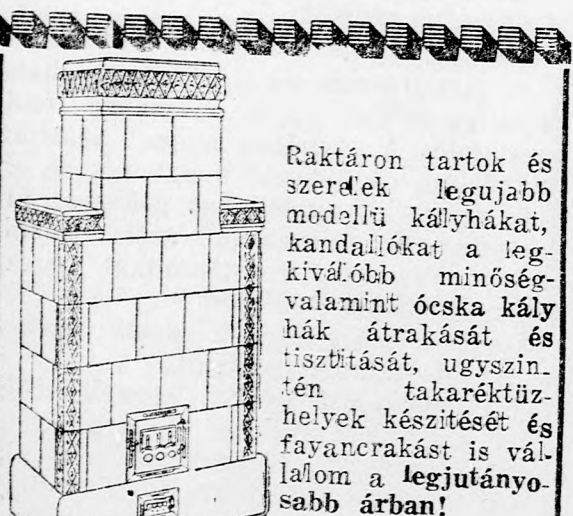 Raktáron tartok és
szerelek legujabb
modellü kályhákat,
kandallókat a leg-
kiválóbb minőség-
valamint ócska kály
hák átrakását és
tisztitását, ugyszin-
tén takaréktüz-
helyek készitését és
fayancrakást is vál-
lalom a legjutányo-
sabb árban!